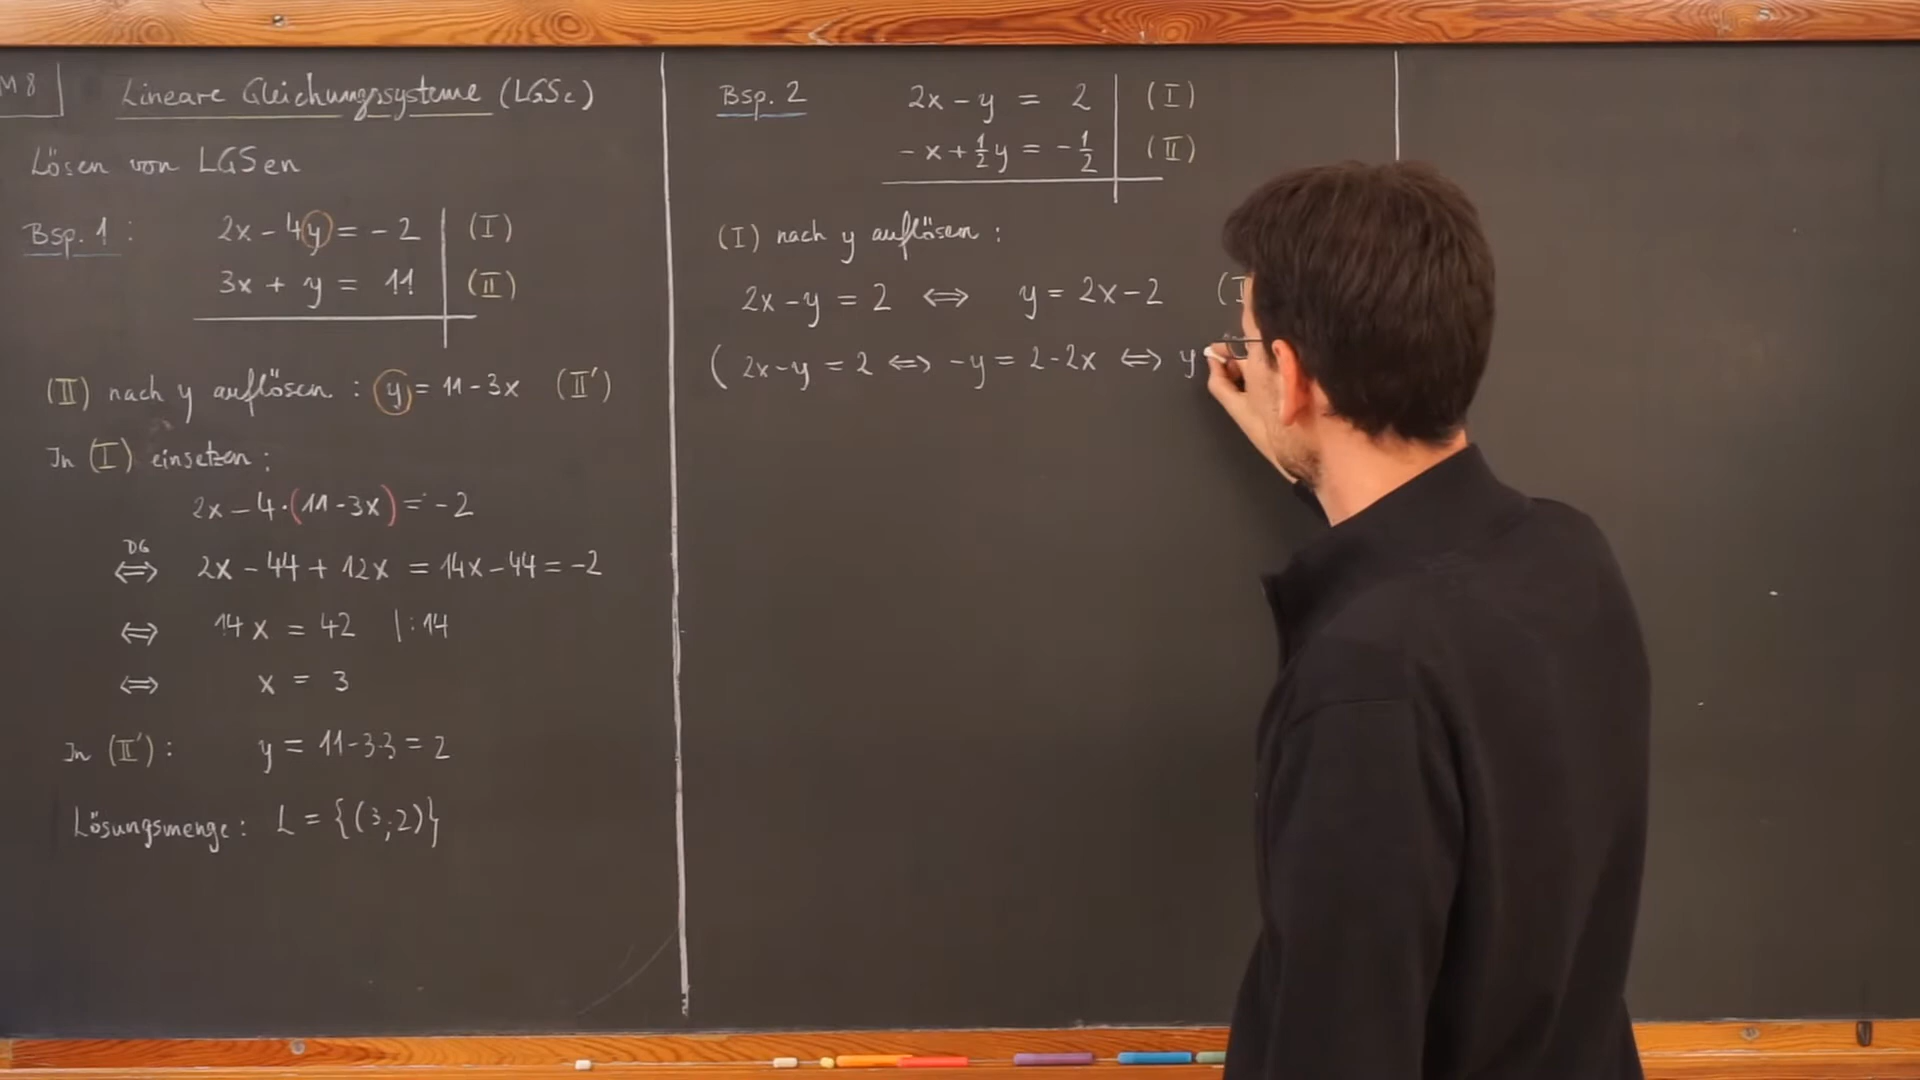 M8
Lineare Gleichungssysteme (LGSe)
Lösen von LGSen
Bsp. 1 : 2x - 4y = -2 (I)
3x + y = 11 (II)
(II) nach y auflösen : y = 11 - 3x (II')
In (I) einsetzen :
2x - 4·(11 - 3x) = -2
DG
⇔ 2x - 44 + 12x = 14x - 44 = -2
⇔ 14x = 42 |:14
⇔ x = 3
In (II') : y = 11 - 3·3 = 2
Lösungsmenge : L = {(3;2)}
Bsp. 2 2x - y = 2 (I)
-x + 1/2 y = -1/2 (II)
(I) nach y auflösen :
2x - y = 2 ⇔ y = 2x - 2 (I
( 2x - y = 2 ⇔ -y = 2 - 2x ⇔ y